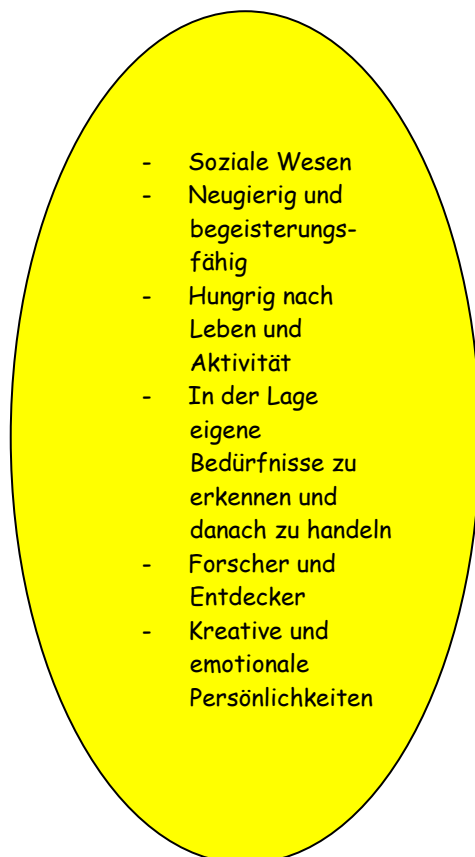 - Soziale Wesen
- Neugierig und
begeisterungs-
fähig
- Hungrig nach
Leben und
Aktivität
- In der Lage
eigene
Bedürfnisse zu
erkennen und
danach zu handeln
- Forscher und
Entdecker
- Kreative und
emotionale
Persönlichkeiten